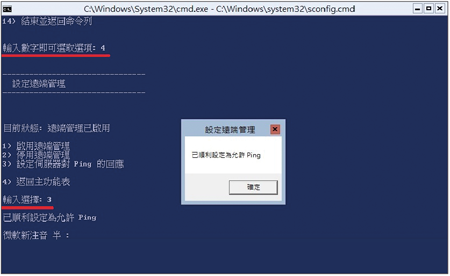 C:\Windows\System32\cmd.exe - C:\Windows\System32\sconfig.cmd
14) 結束並返回命令列
輸入數字即可選取選項: 4
-------------------------------
設定遠端管理
-------------------------------
目前狀態: 遠端管理已啟用
1) 啟用遠端管理
2) 停用遠端管理
3) 設定伺服器對 Ping 的回應
4) 返回主功能表
輸入選擇: 3
已順利設定為允許 Ping
微軟新注音 半 :
設定遠端管理
已順利設定為允許 Ping
確定